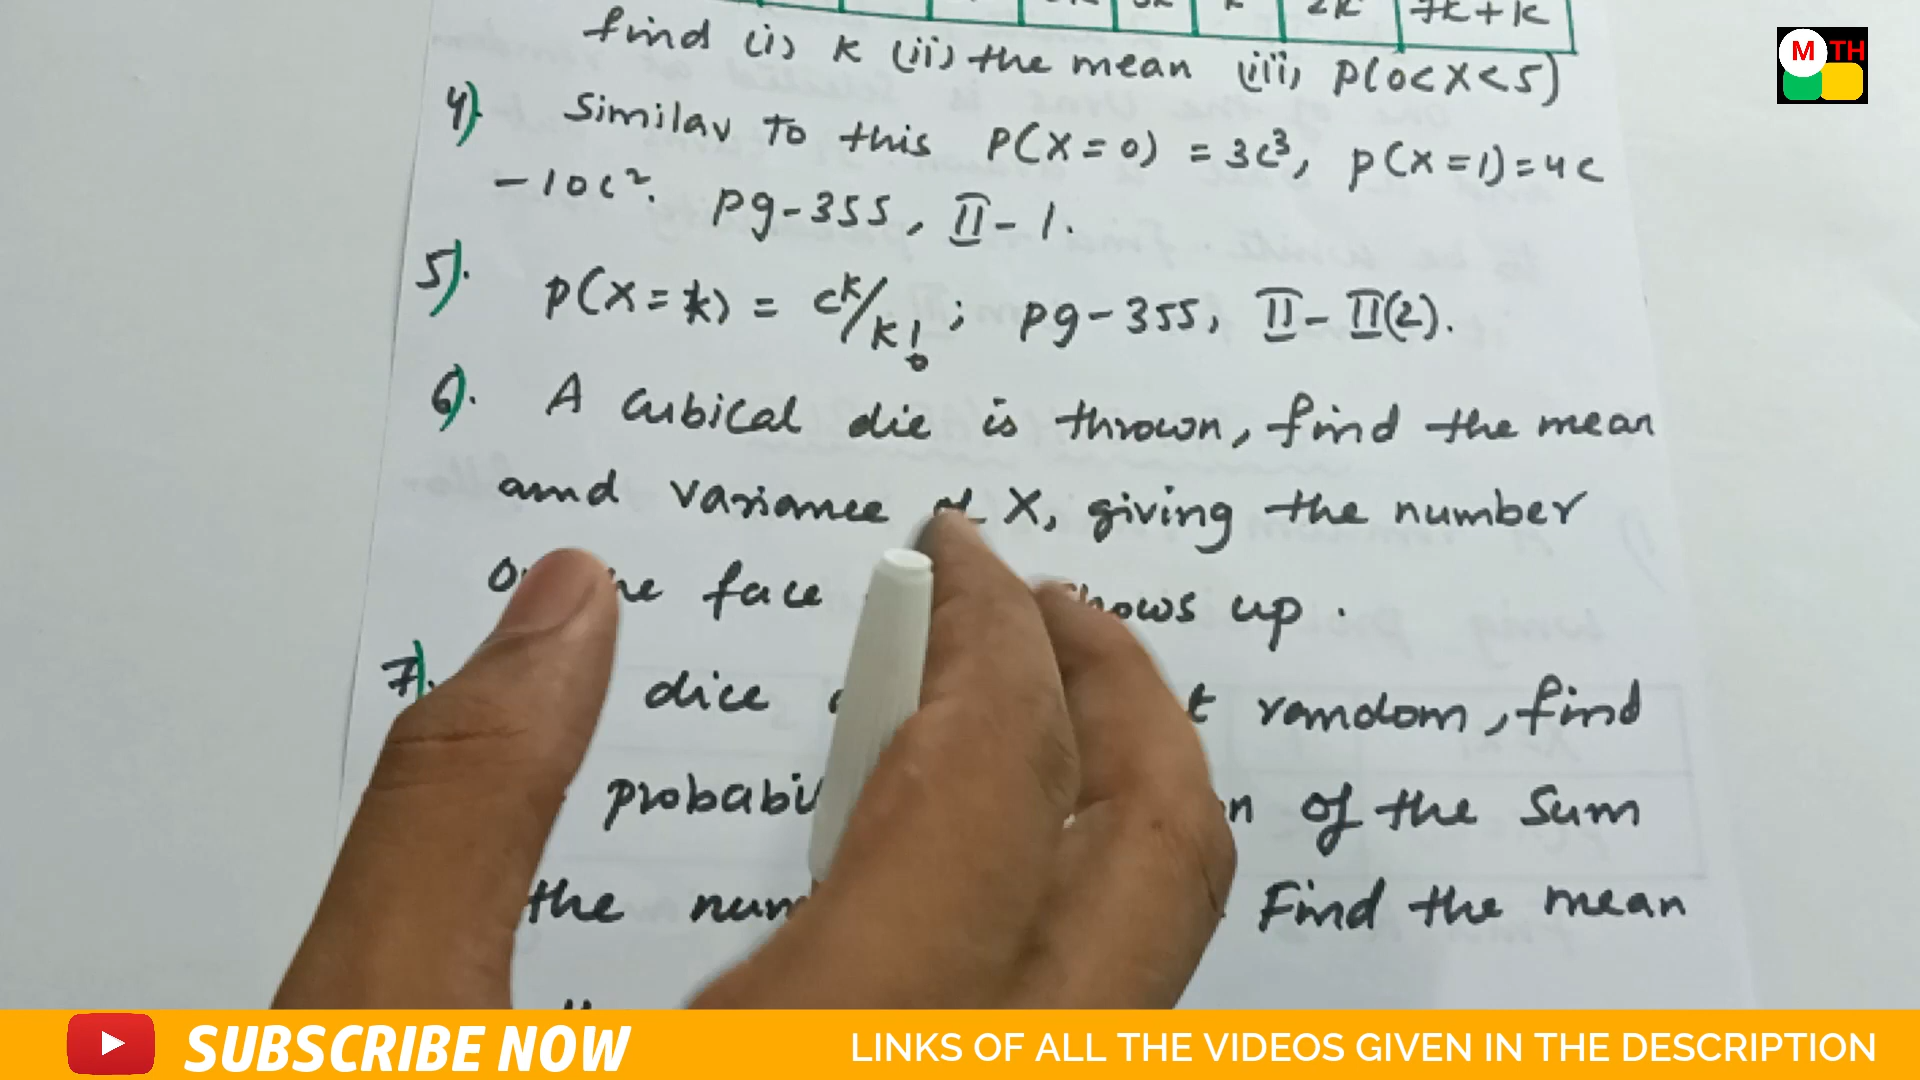 2k 7k²+k
find (i) k (ii) the mean (iii) P(0<X<5)
4) Similar to this P(X=0) = 3c³, P(X=1)=4c
-10c². pg-355, II-1.
5). P(X=k) = c^k/k! ; pg-355, II-II(2).
6). A cubical die is thrown, find the mean
and variance of X, giving the number
face shows up.
7). dice random, find
of the Sum
the Find the mean
MTH
SUBSCRIBE NOW LINKS OF ALL THE VIDEOS GIVEN IN THE DESCRIPTION